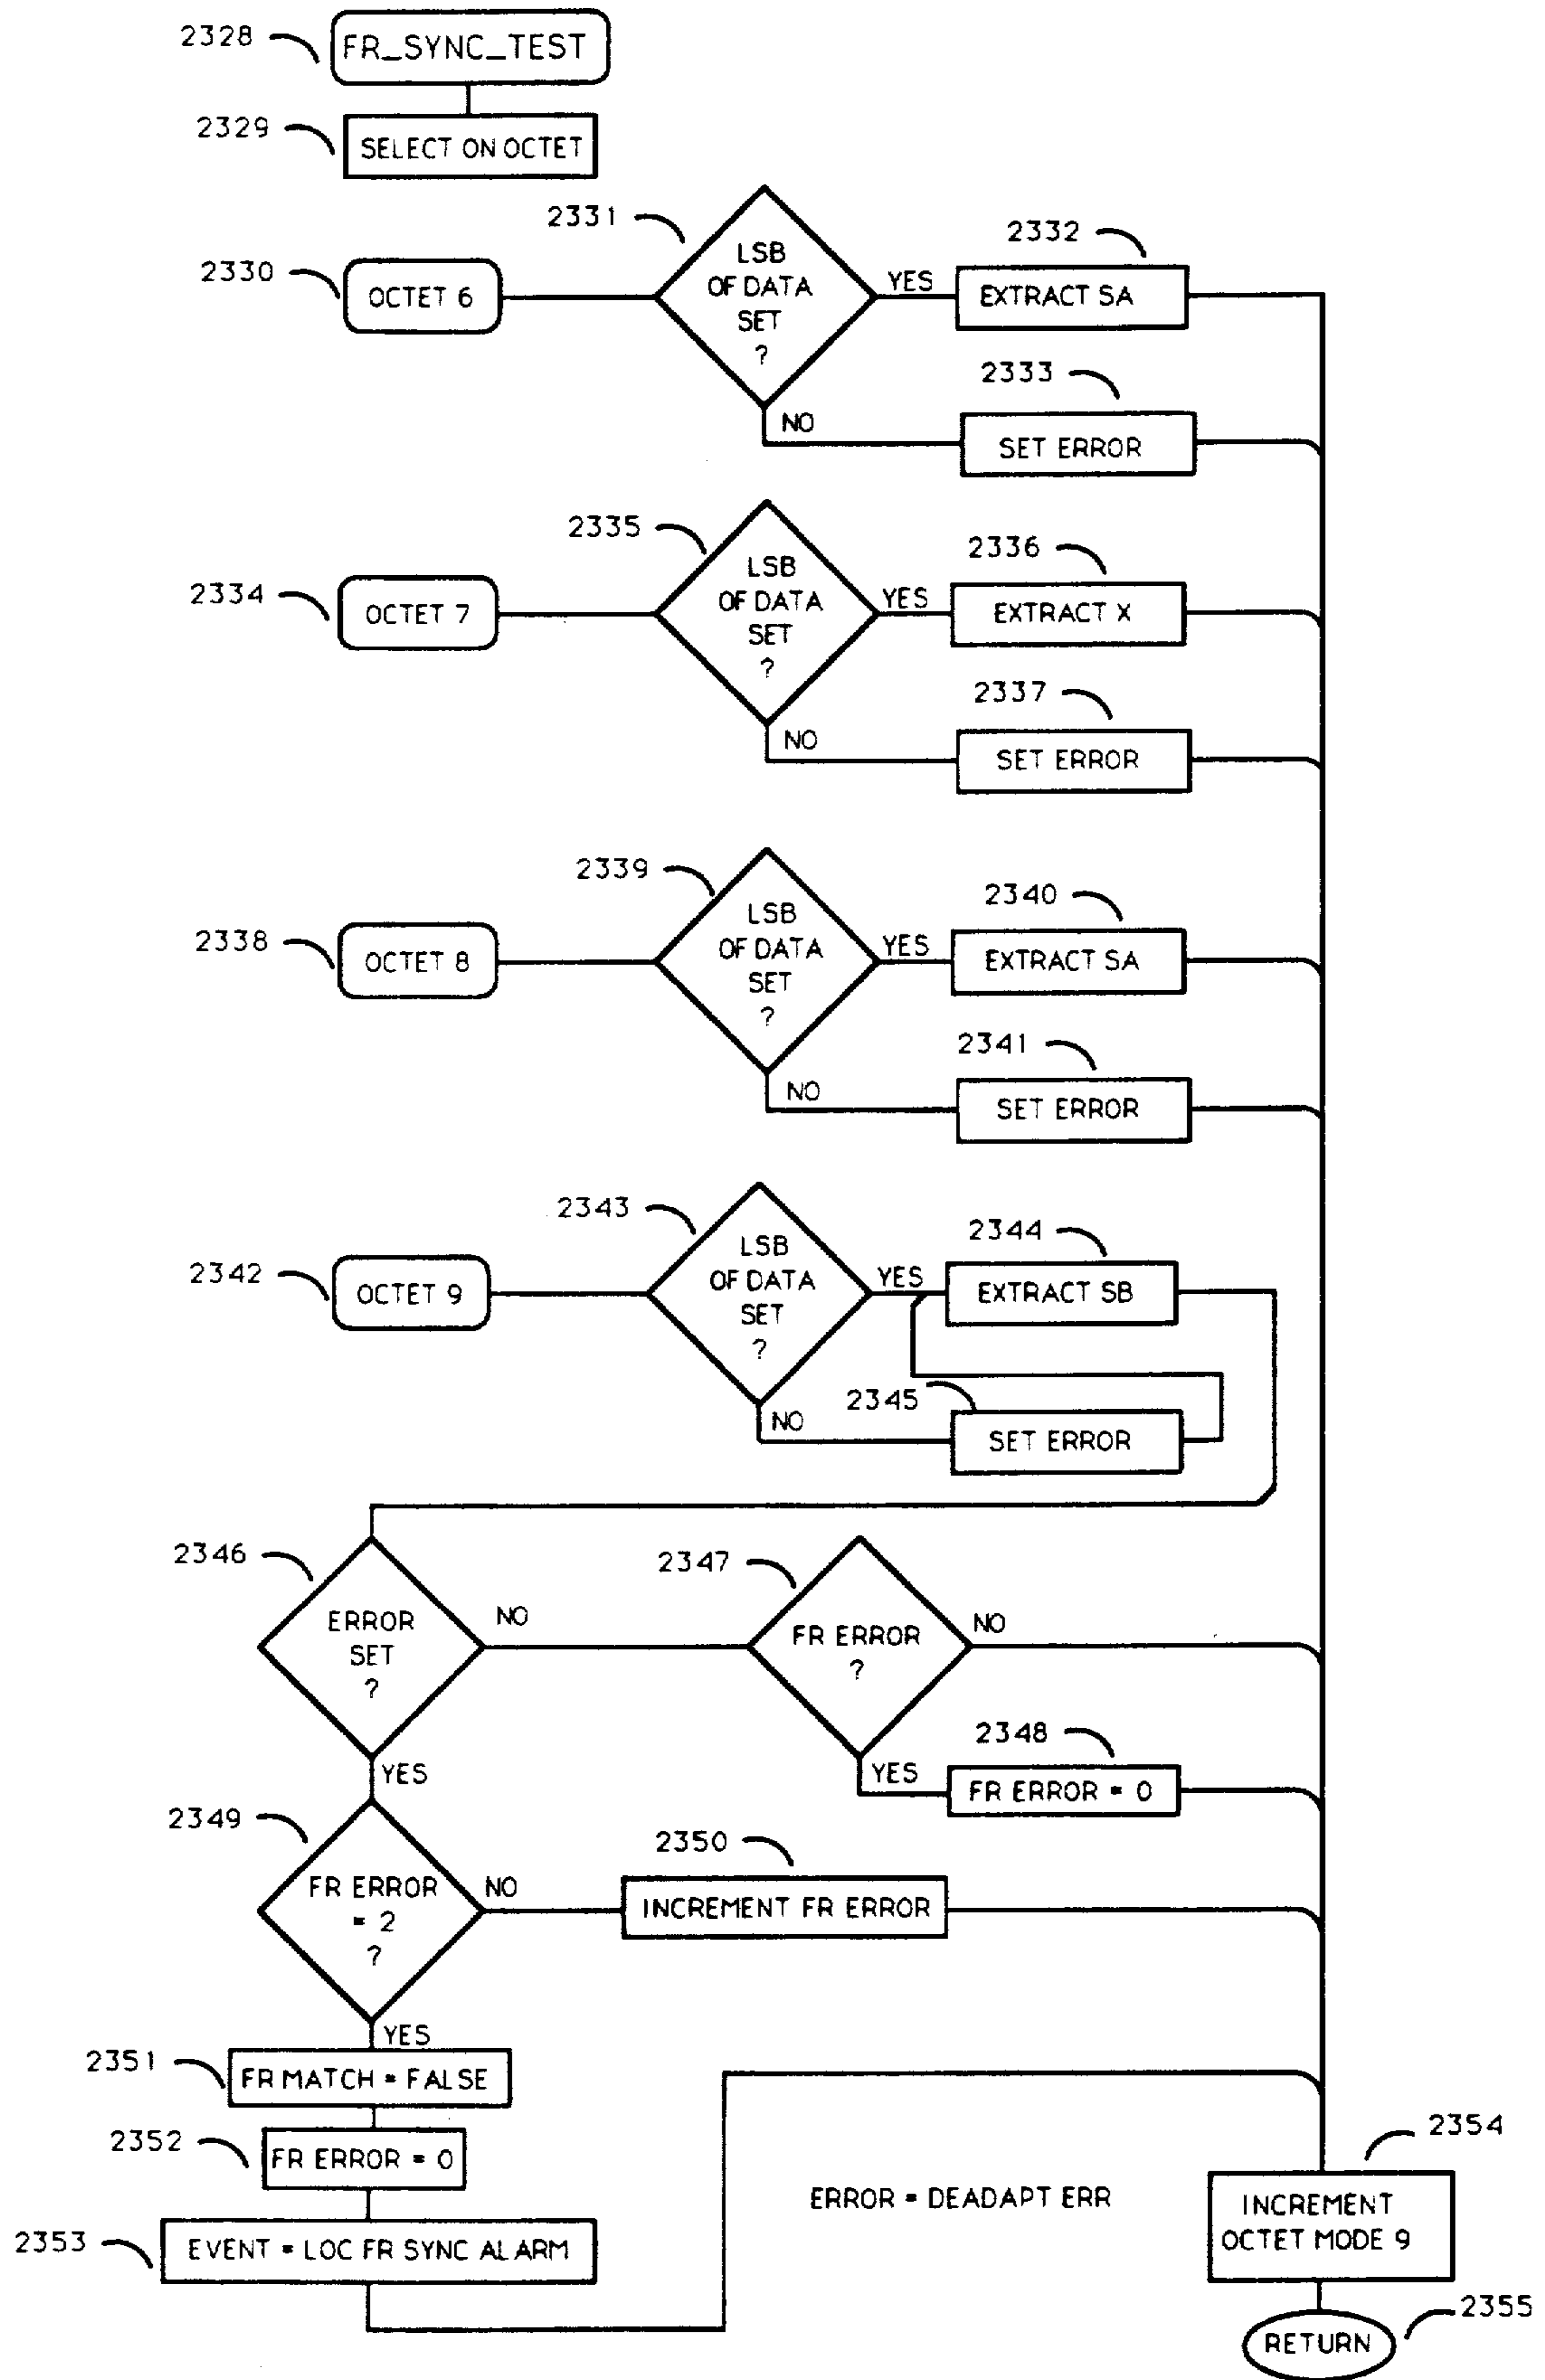 2328
FR_SYNC_TEST
2329
SELECT ON OCTET
2330
OCTET 6
2331
LSB
OF DATA
SET
?
YES
2332
EXTRACT SA
NO
2333
SET ERROR
2334
OCTET 7
2335
LSB
OF DATA
SET
?
YES
2336
EXTRACT X
NO
2337
SET ERROR
2338
OCTET 8
2339
LSB
OF DATA
SET
?
YES
2340
EXTRACT SA
NO
2341
SET ERROR
2342
OCTET 9
2343
LSB
OF DATA
SET
?
YES
2344
EXTRACT SB
NO
2345
SET ERROR
2346
ERROR
SET
?
NO
2347
FR ERROR
?
NO
YES
2348
FR ERROR = 0
YES
2349
FR ERROR
= 2
?
NO
2350
INCREMENT FR ERROR
YES
2351
FR MATCH = FALSE
2352
FR ERROR = 0
2353
EVENT = LOC FR SYNC ALARM
ERROR = DEADAPT ERR
2354
INCREMENT
OCTET MODE 9
2355
RETURN